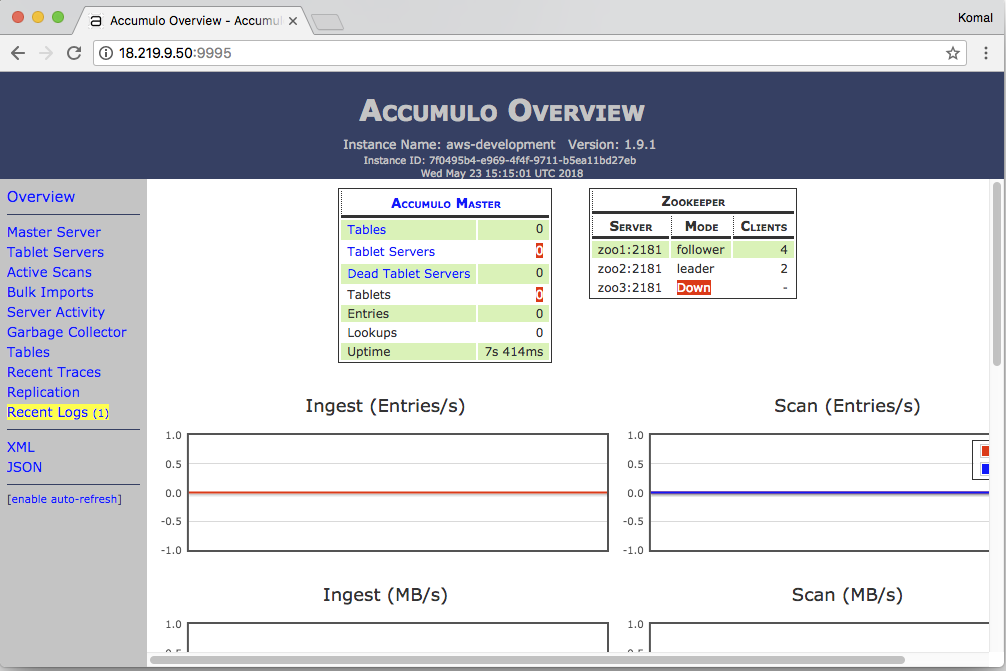 Accumulo Overview - Accumul
Komal
18.219.9.50:9995
Accumulo Overview
Instance Name: aws-development Version: 1.9.1
Instance ID: 7f0495b4-e969-4f4f-9711-b5ea11bd27eb
Wed May 23 15:15:01 UTC 2018
Overview
Master Server
Tablet Servers
Active Scans
Bulk Imports
Server Activity
Garbage Collector
Tables
Recent Traces
Replication
Recent Logs (1)
XML
JSON
[enable auto-refresh]
Accumulo Master
Tables 0
Tablet Servers 0
Dead Tablet Servers 0
Tablets 0
Entries 0
Lookups 0
Uptime 7s 414ms
Zookeeper
Server Mode Clients
zoo1:2181 follower 4
zoo2:2181 leader 2
zoo3:2181 Down -
Ingest (Entries/s)
1.0
0.5
0.0
-0.5
-1.0
Scan (Entries/s)
1.0
0.5
0.0
-0.5
-1.0
Ingest (MB/s)
1.0
Scan (MB/s)
1.0